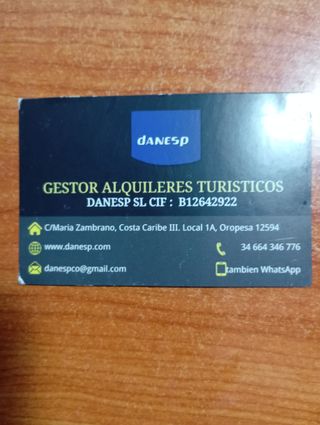 DANESP
GESTOR ALQUILERES TURISTICOS
DANESP SL CIF : B12642922
C/Maria Zambrano, Costa Caribe III. Local 1A, Oropesa 12594
www.danesp.com 34 664 346 776
danespco@gmail.com tambien WhatsApp